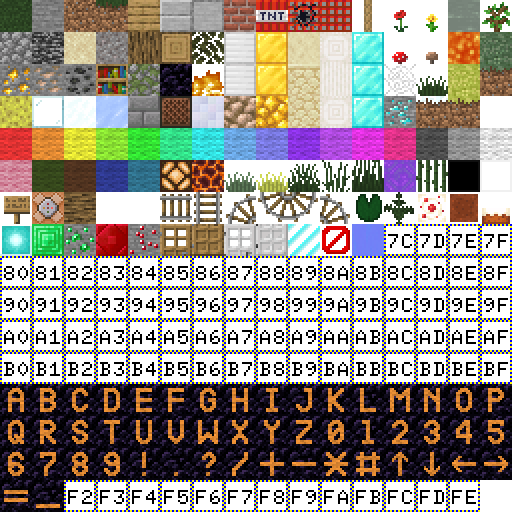 TNT
7C 7D 7E 7F
80 81 82 83 84 85 86 87 88 89 8A 8B 8C 8D 8E 8F
90 91 92 93 94 95 96 97 98 99 9A 9B 9C 9D 9E 9F
A0 A1 A2 A3 A4 A5 A6 A7 A8 A9 AA AB AC AD AE AF
B0 B1 B2 B3 B4 B5 B6 B7 B8 B9 BA BB BC BD BE BF
A B C D E F G H I J K L M N O P
Q R S T U V W X Y Z 0 1 2 3 4 5
6 7 8 9 ! . ? / + - * # ↑ ↓ ← →
= _ F2 F3 F4 F5 F6 F7 F8 F9 FA FB FC FD FE